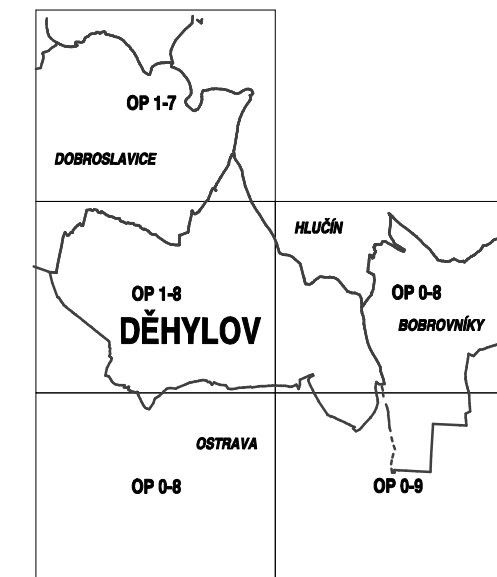 OP 1-7
DOBROSLAVICE
HLUČÍN
OP 1-8
OP 0-8
DĚHYLOV
BOBROVNÍKY
OSTRAVA
OP 0-8
OP 0-9